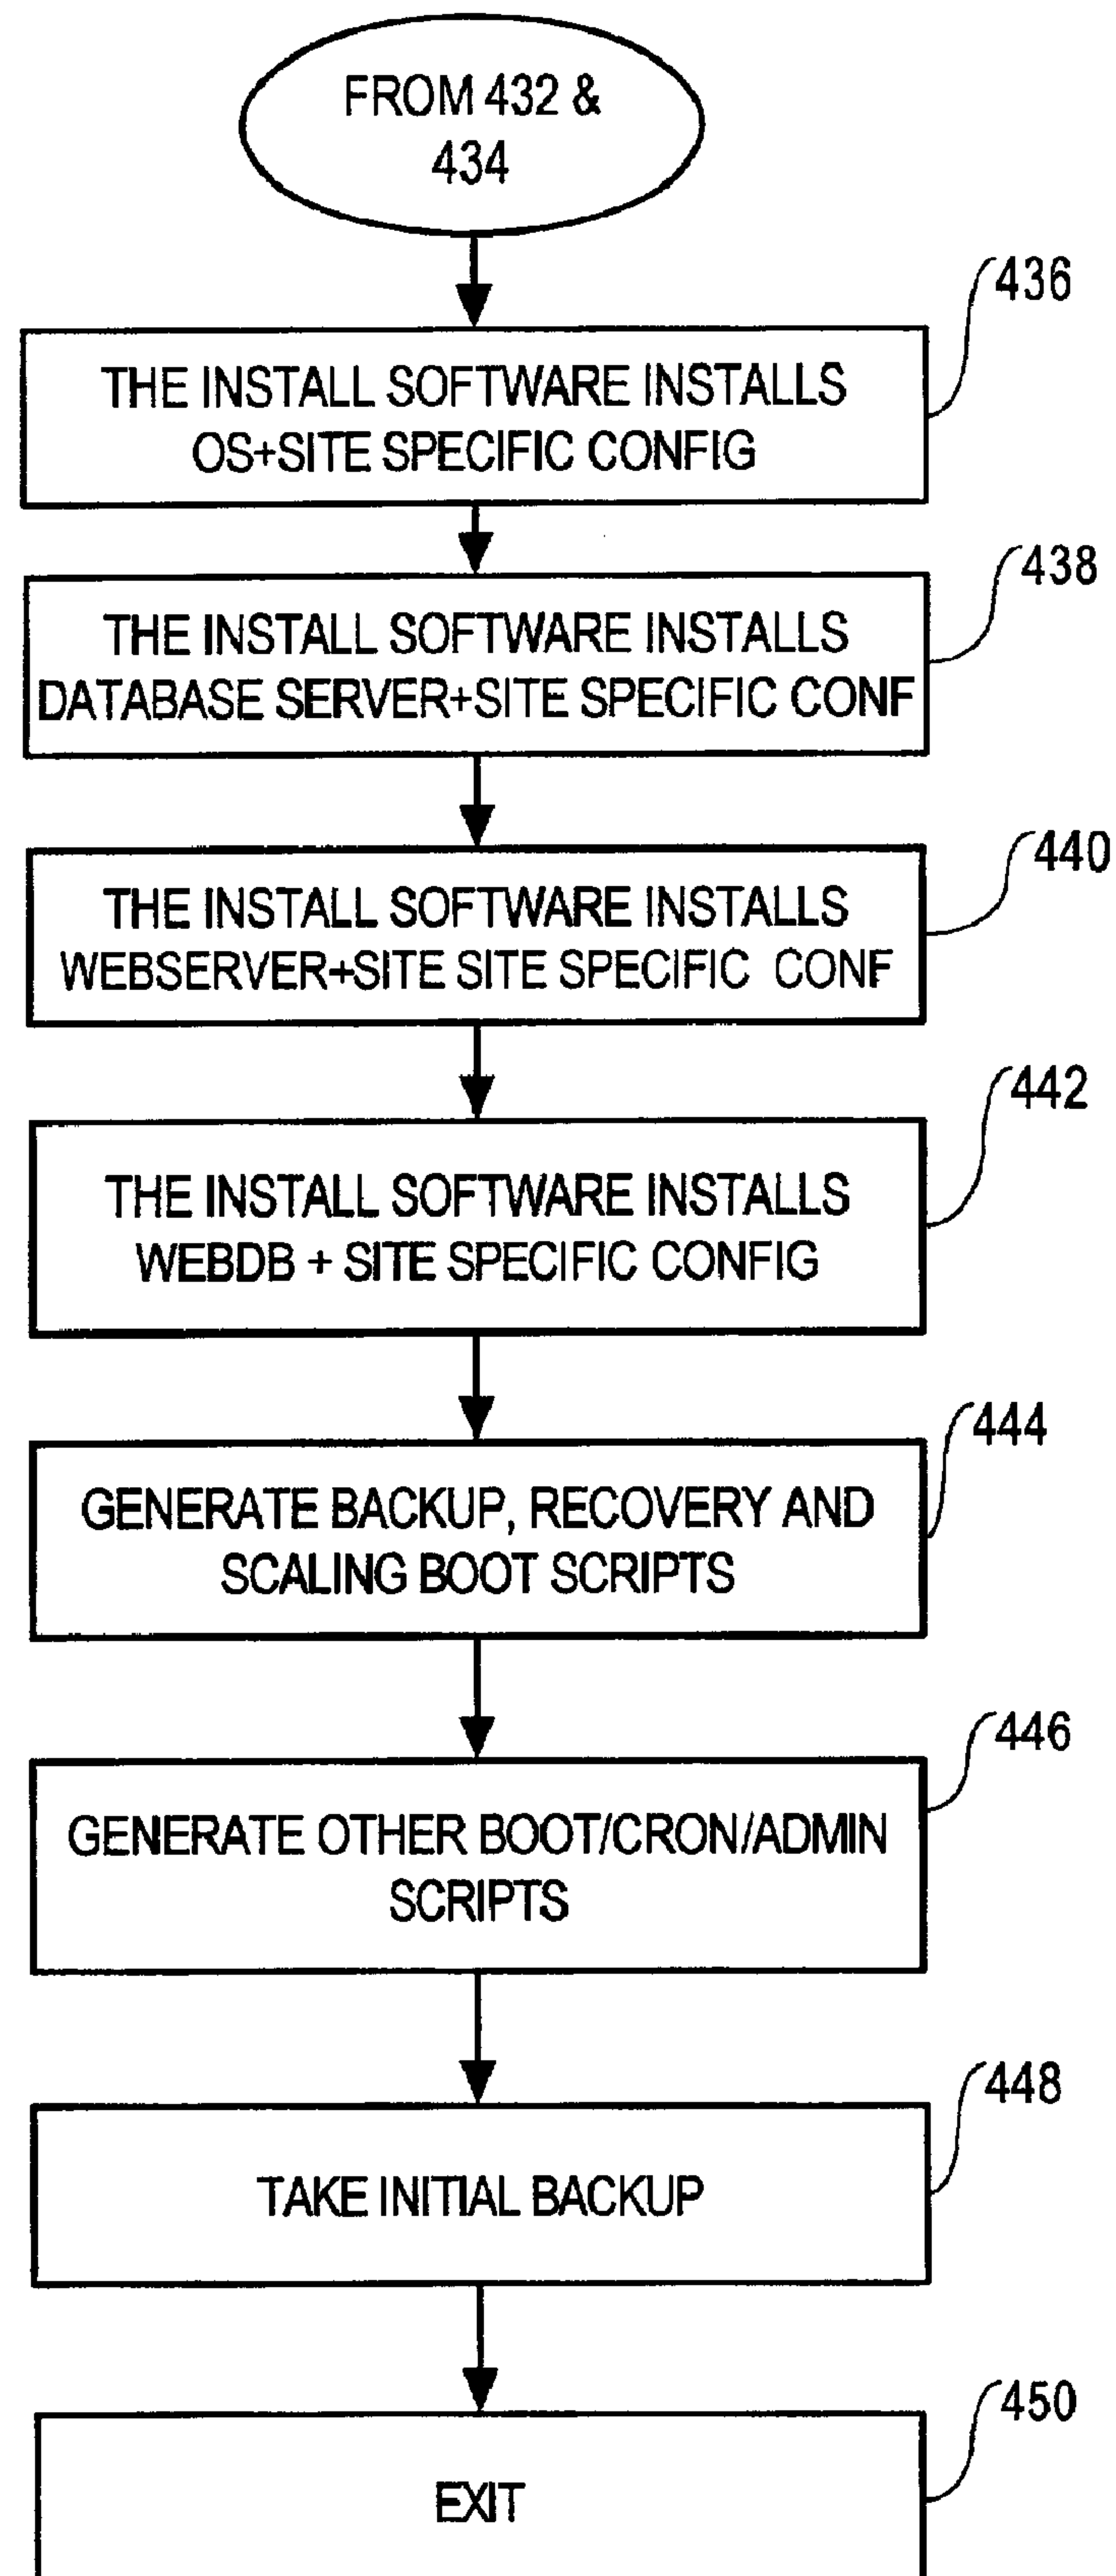 FROM 432 &
434
436
THE INSTALL SOFTWARE INSTALLS
OS+SITE SPECIFIC CONFIG
438
THE INSTALL SOFTWARE INSTALLS
DATABASE SERVER+SITE SPECIFIC CONF
440
THE INSTALL SOFTWARE INSTALLS
WEBSERVER+SITE SITE SPECIFIC CONF
442
THE INSTALL SOFTWARE INSTALLS
WEBDB + SITE SPECIFIC CONFIG
444
GENERATE BACKUP, RECOVERY AND
SCALING BOOT SCRIPTS
446
GENERATE OTHER BOOT/CRON/ADMIN
SCRIPTS
448
TAKE INITIAL BACKUP
450
EXIT